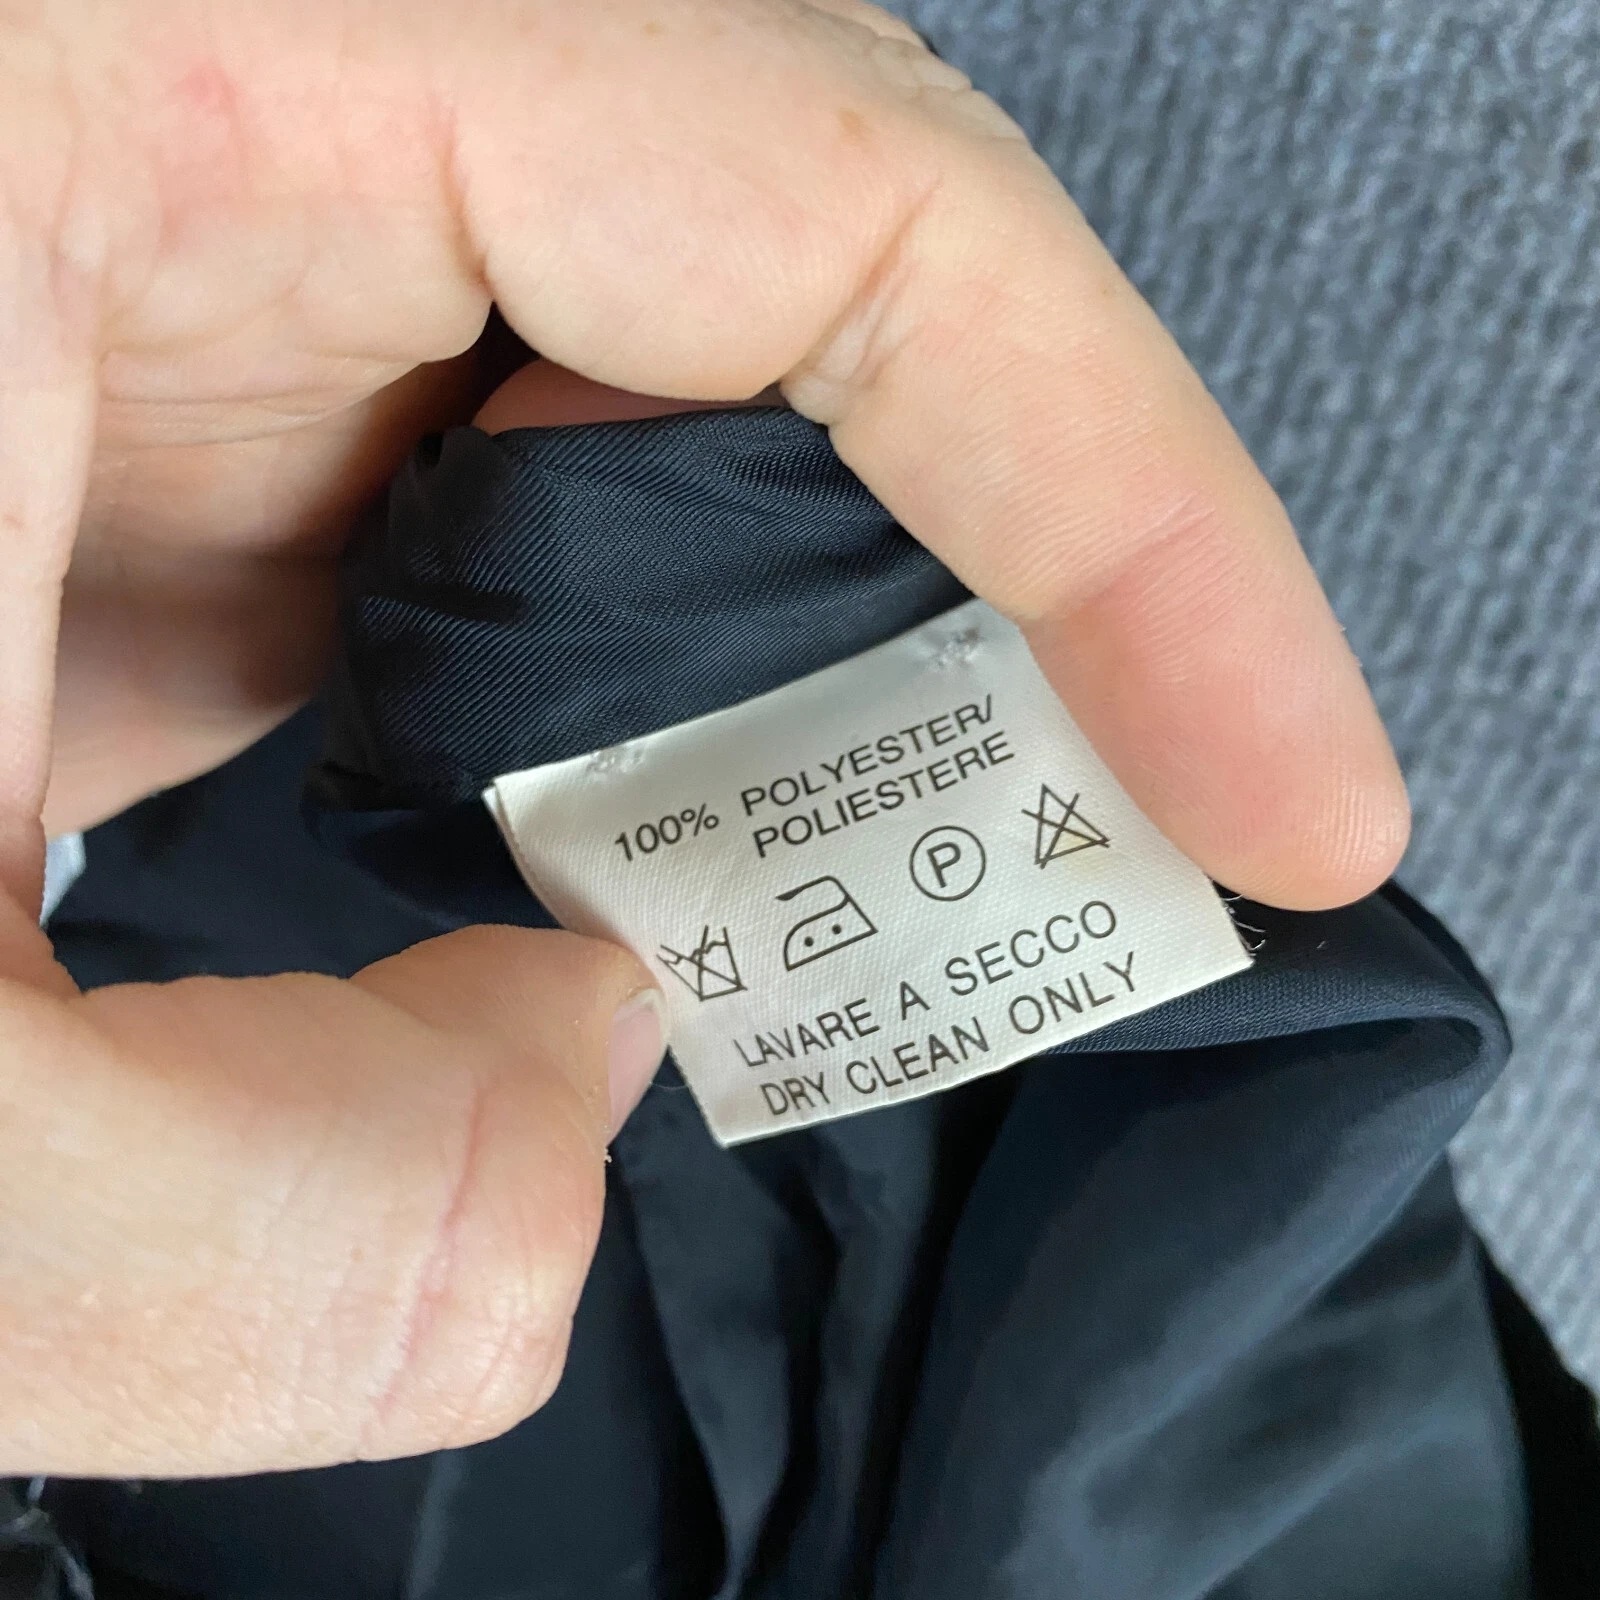 100% POLYESTER/
POLIESTERE
P
LAVARE A SECCO
DRY CLEAN ONLY